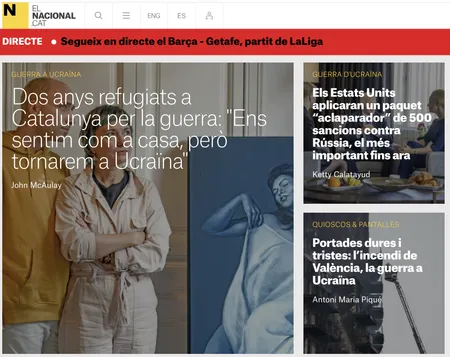 N
EL
NACIONAL
.CAT
ENG
ES
DIRECTE
Segueix en directe el Barça - Getafe, partit de LaLiga
GUERRA A UCRAÏNA
Dos anys refugiats a
Catalunya per la guerra: "Ens
sentim com a casa, però
tornarem a Ucraïna"
John McAulay
GUERRA D'UCRAÏNA
Els Estats Units
aplicaran un paquet
“aclaparador” de 500
sancions contra
Rússia, el més
important fins ara
Ketty Calatayud
QUIOSCOS & PANTALLES
Portades dures i
tristes: l’incendi de
València, la guerra a
Ucraïna
Antoni Maria Piqué